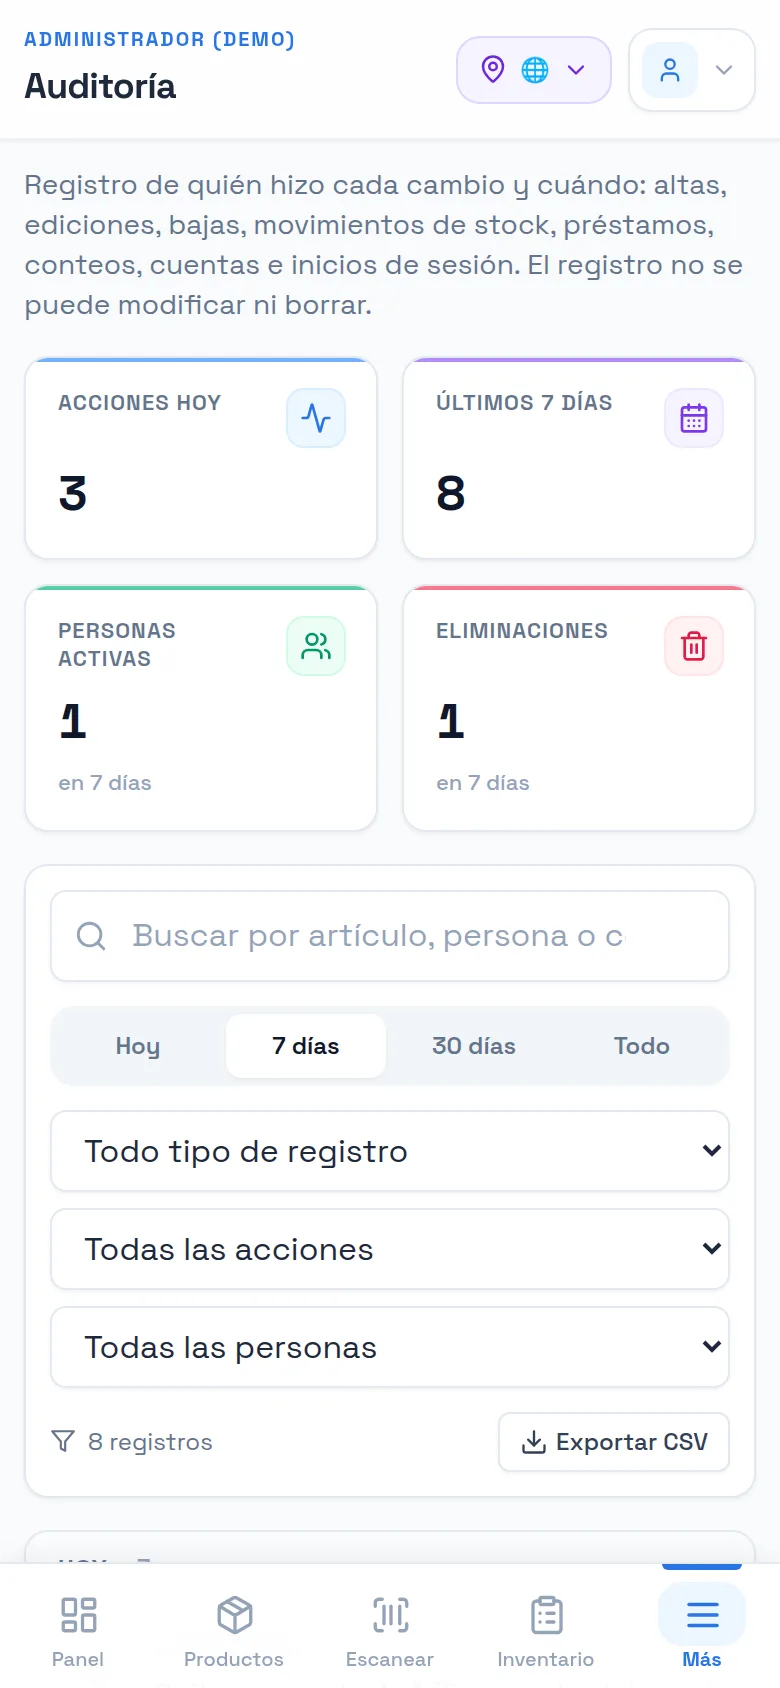 ADMINISTRADOR (DEMO)
Auditoría
Registro de quién hizo cada cambio y cuándo: altas,
ediciones, bajas, movimientos de stock, préstamos,
conteos, cuentas e inicios de sesión. El registro no se
puede modificar ni borrar.
ACCIONES HOY
3
ÚLTIMOS 7 DÍAS
8
PERSONAS
ACTIVAS
1
en 7 días
ELIMINACIONES
1
en 7 días
Buscar por artículo, persona o c
Hoy
7 días
30 días
Todo
Todo tipo de registro
Todas las acciones
Todas las personas
8 registros
Exportar CSV
Panel
Productos
Escanear
Inventario
Más